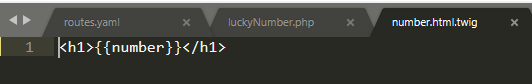 routes.yaml luckyNumber.php number.html.twig
1 <h1>{{number}}</h1>